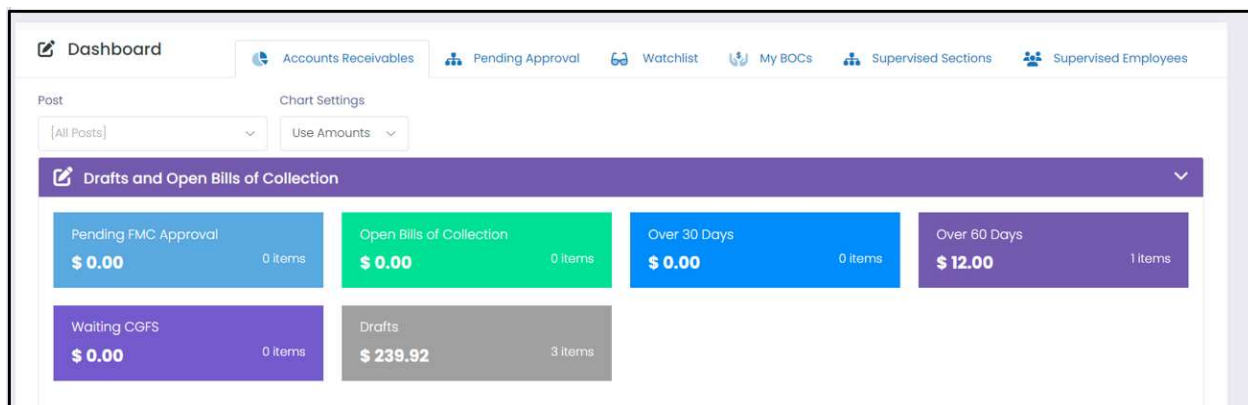 Dashboard
Accounts Receivables
Pending Approval
Watchlist
My BOCs
Supervised Sections
Supervised Employees
Post
Chart Settings
[All Posts]
Use Amounts
Drafts and Open Bills of Collection
Pending FMC Approval
$ 0.00
0 items
Open Bills of Collection
$ 0.00
0 items
Over 30 Days
$ 0.00
0 items
Over 60 Days
$ 12.00
1 items
Waiting CGFS
$ 0.00
0 items
Drafts
$ 239.92
3 items